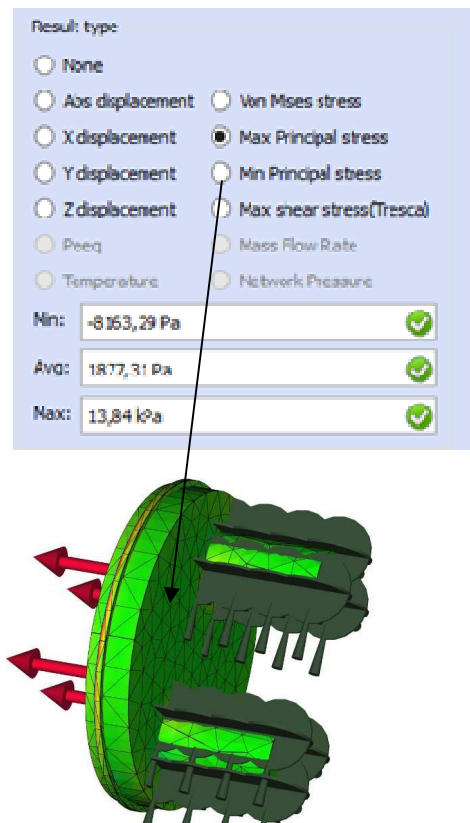 Result type
None
Abs displacement Von Mises stress
X displacement Max Principal stress
Y displacement Min Principal stress
Z displacement Max shear stress(Tresca)
Peeq Mass Flow Rate
Temperature Network Pressure
Min: -8163,29 Pa
Avg: 1877,31 Pa
Max: 13,84 kPa